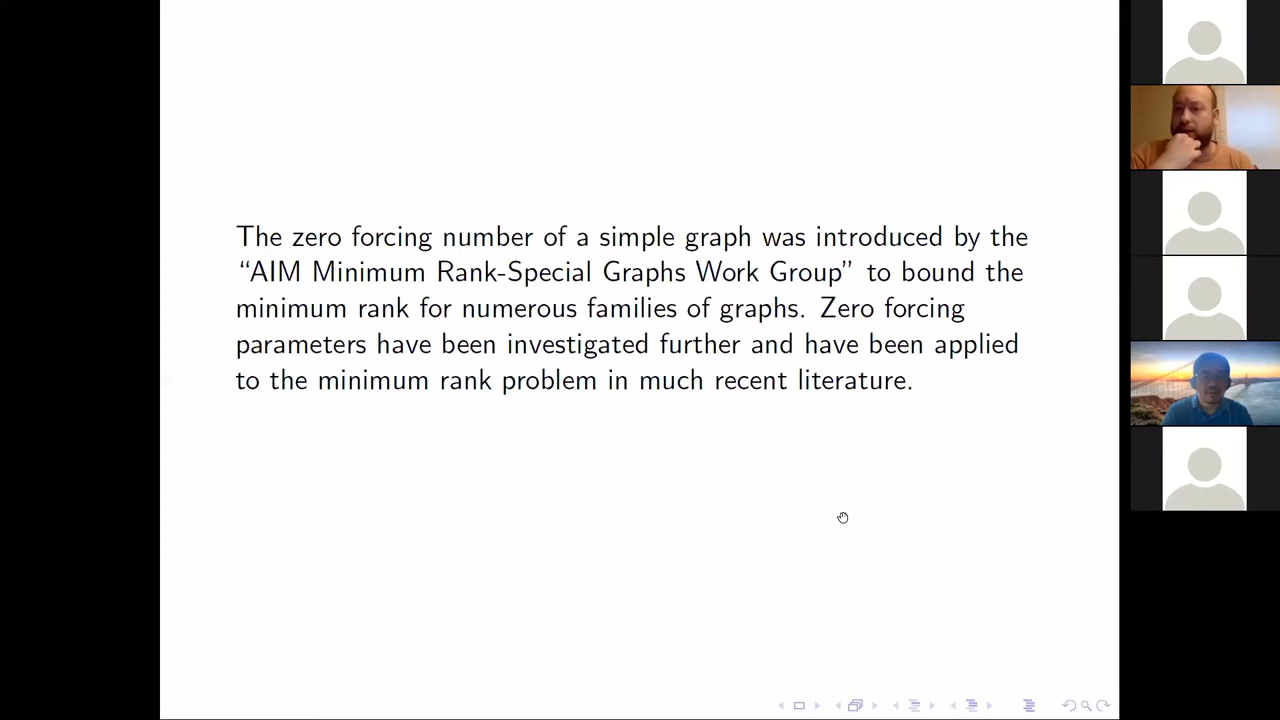 The zero forcing number of a simple graph was introduced by the
“AIM Minimum Rank-Special Graphs Work Group” to bound the
minimum rank for numerous families of graphs. Zero forcing
parameters have been investigated further and have been applied
to the minimum rank problem in much recent literature.